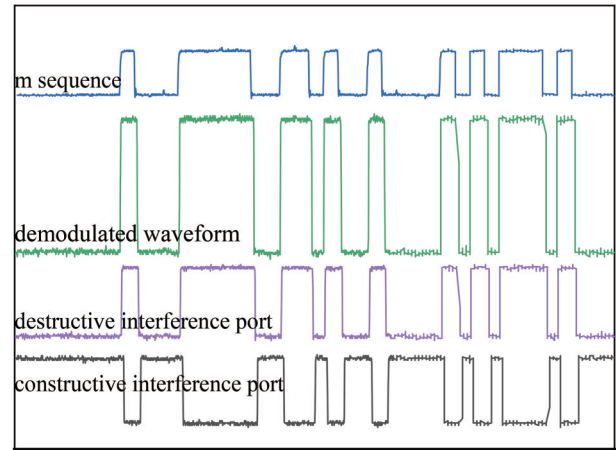 m sequence
demodulated waveform
destructive interference port
constructive interference port